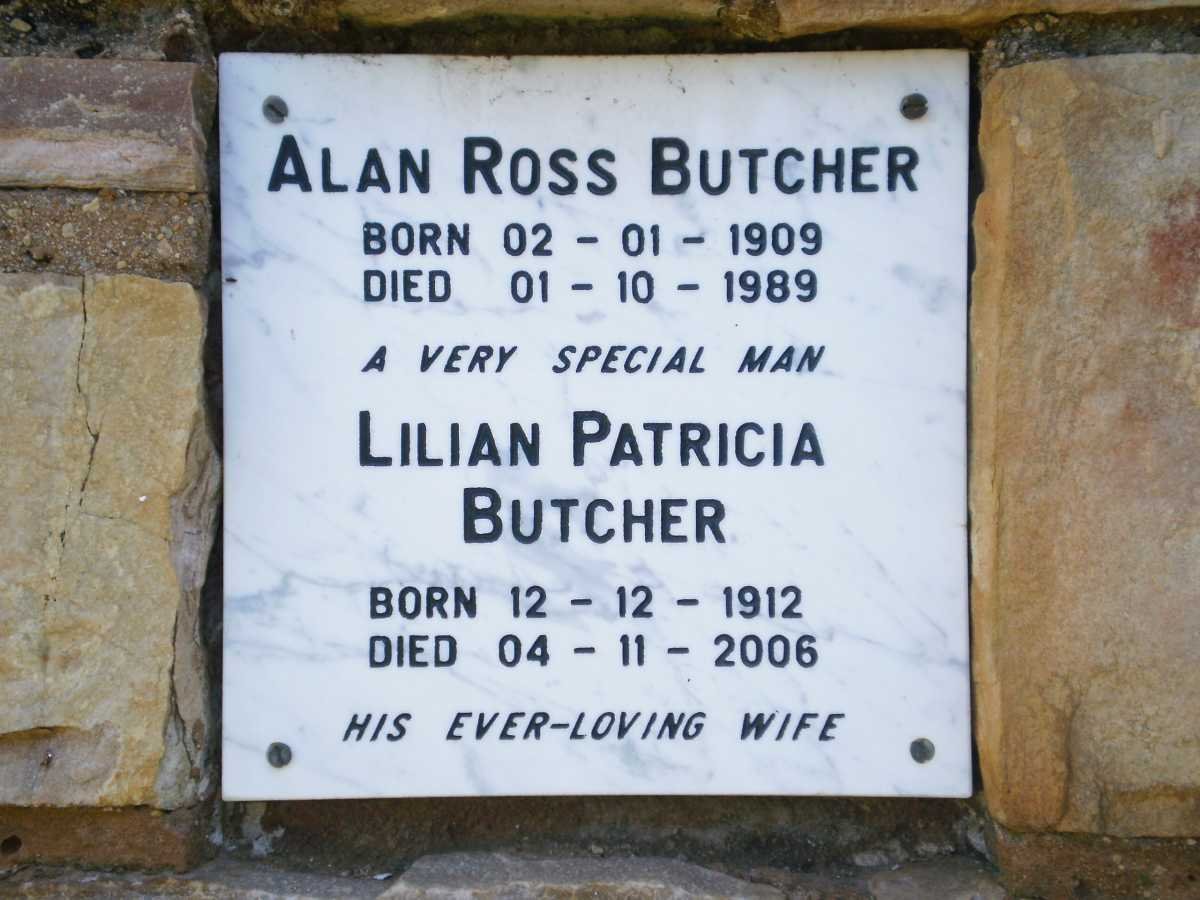 ALAN ROSS BUTCHER
BORN 02 - 01 - 1909
DIED 01 - 10 - 1989
A VERY SPECIAL MAN
LILIAN PATRICIA
BUTCHER
BORN 12 - 12 - 1912
DIED 04 - 11 - 2006
HIS EVER-LOVING WIFE